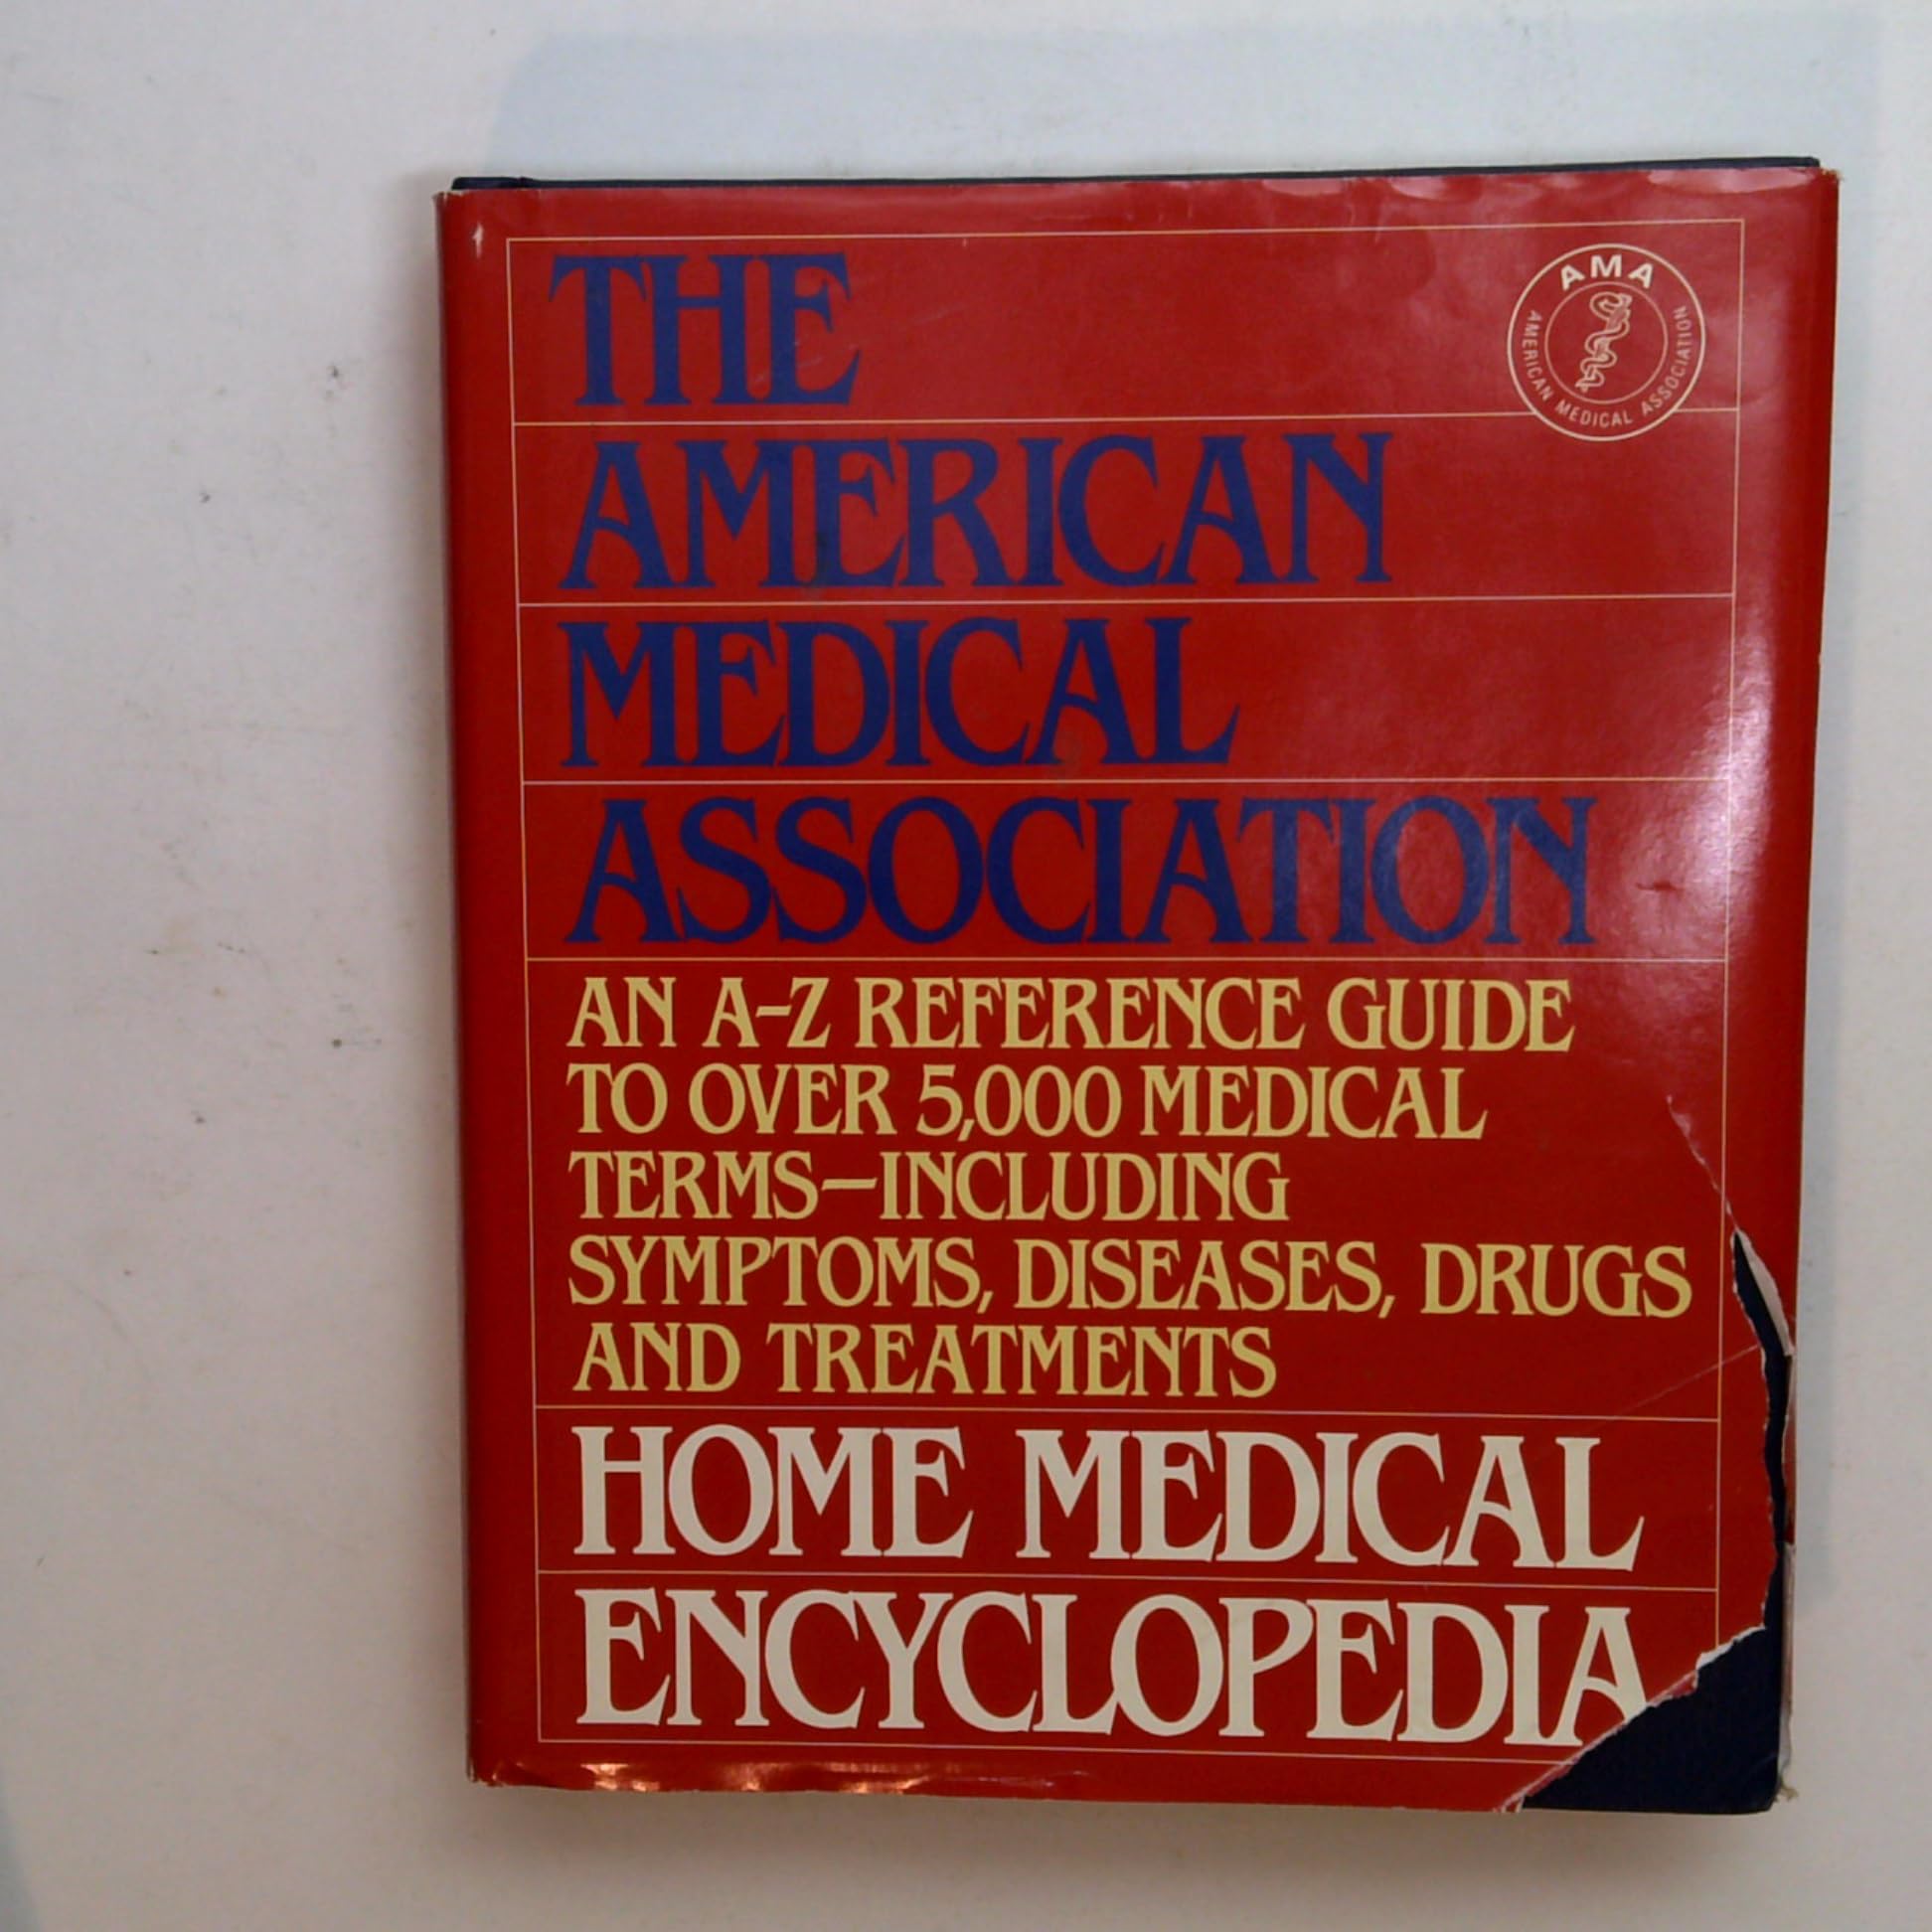 THE
AMA
AMERICAN MEDICAL ASSOCIATION
AMERICAN
MEDICAL
ASSOCIATION
AN A-Z REFERENCE GUIDE
TO OVER 5,000 MEDICAL
TERMS—INCLUDING
SYMPTOMS, DISEASES, DRUGS
AND TREATMENTS
HOME MEDICAL
ENCYCLOPEDIA